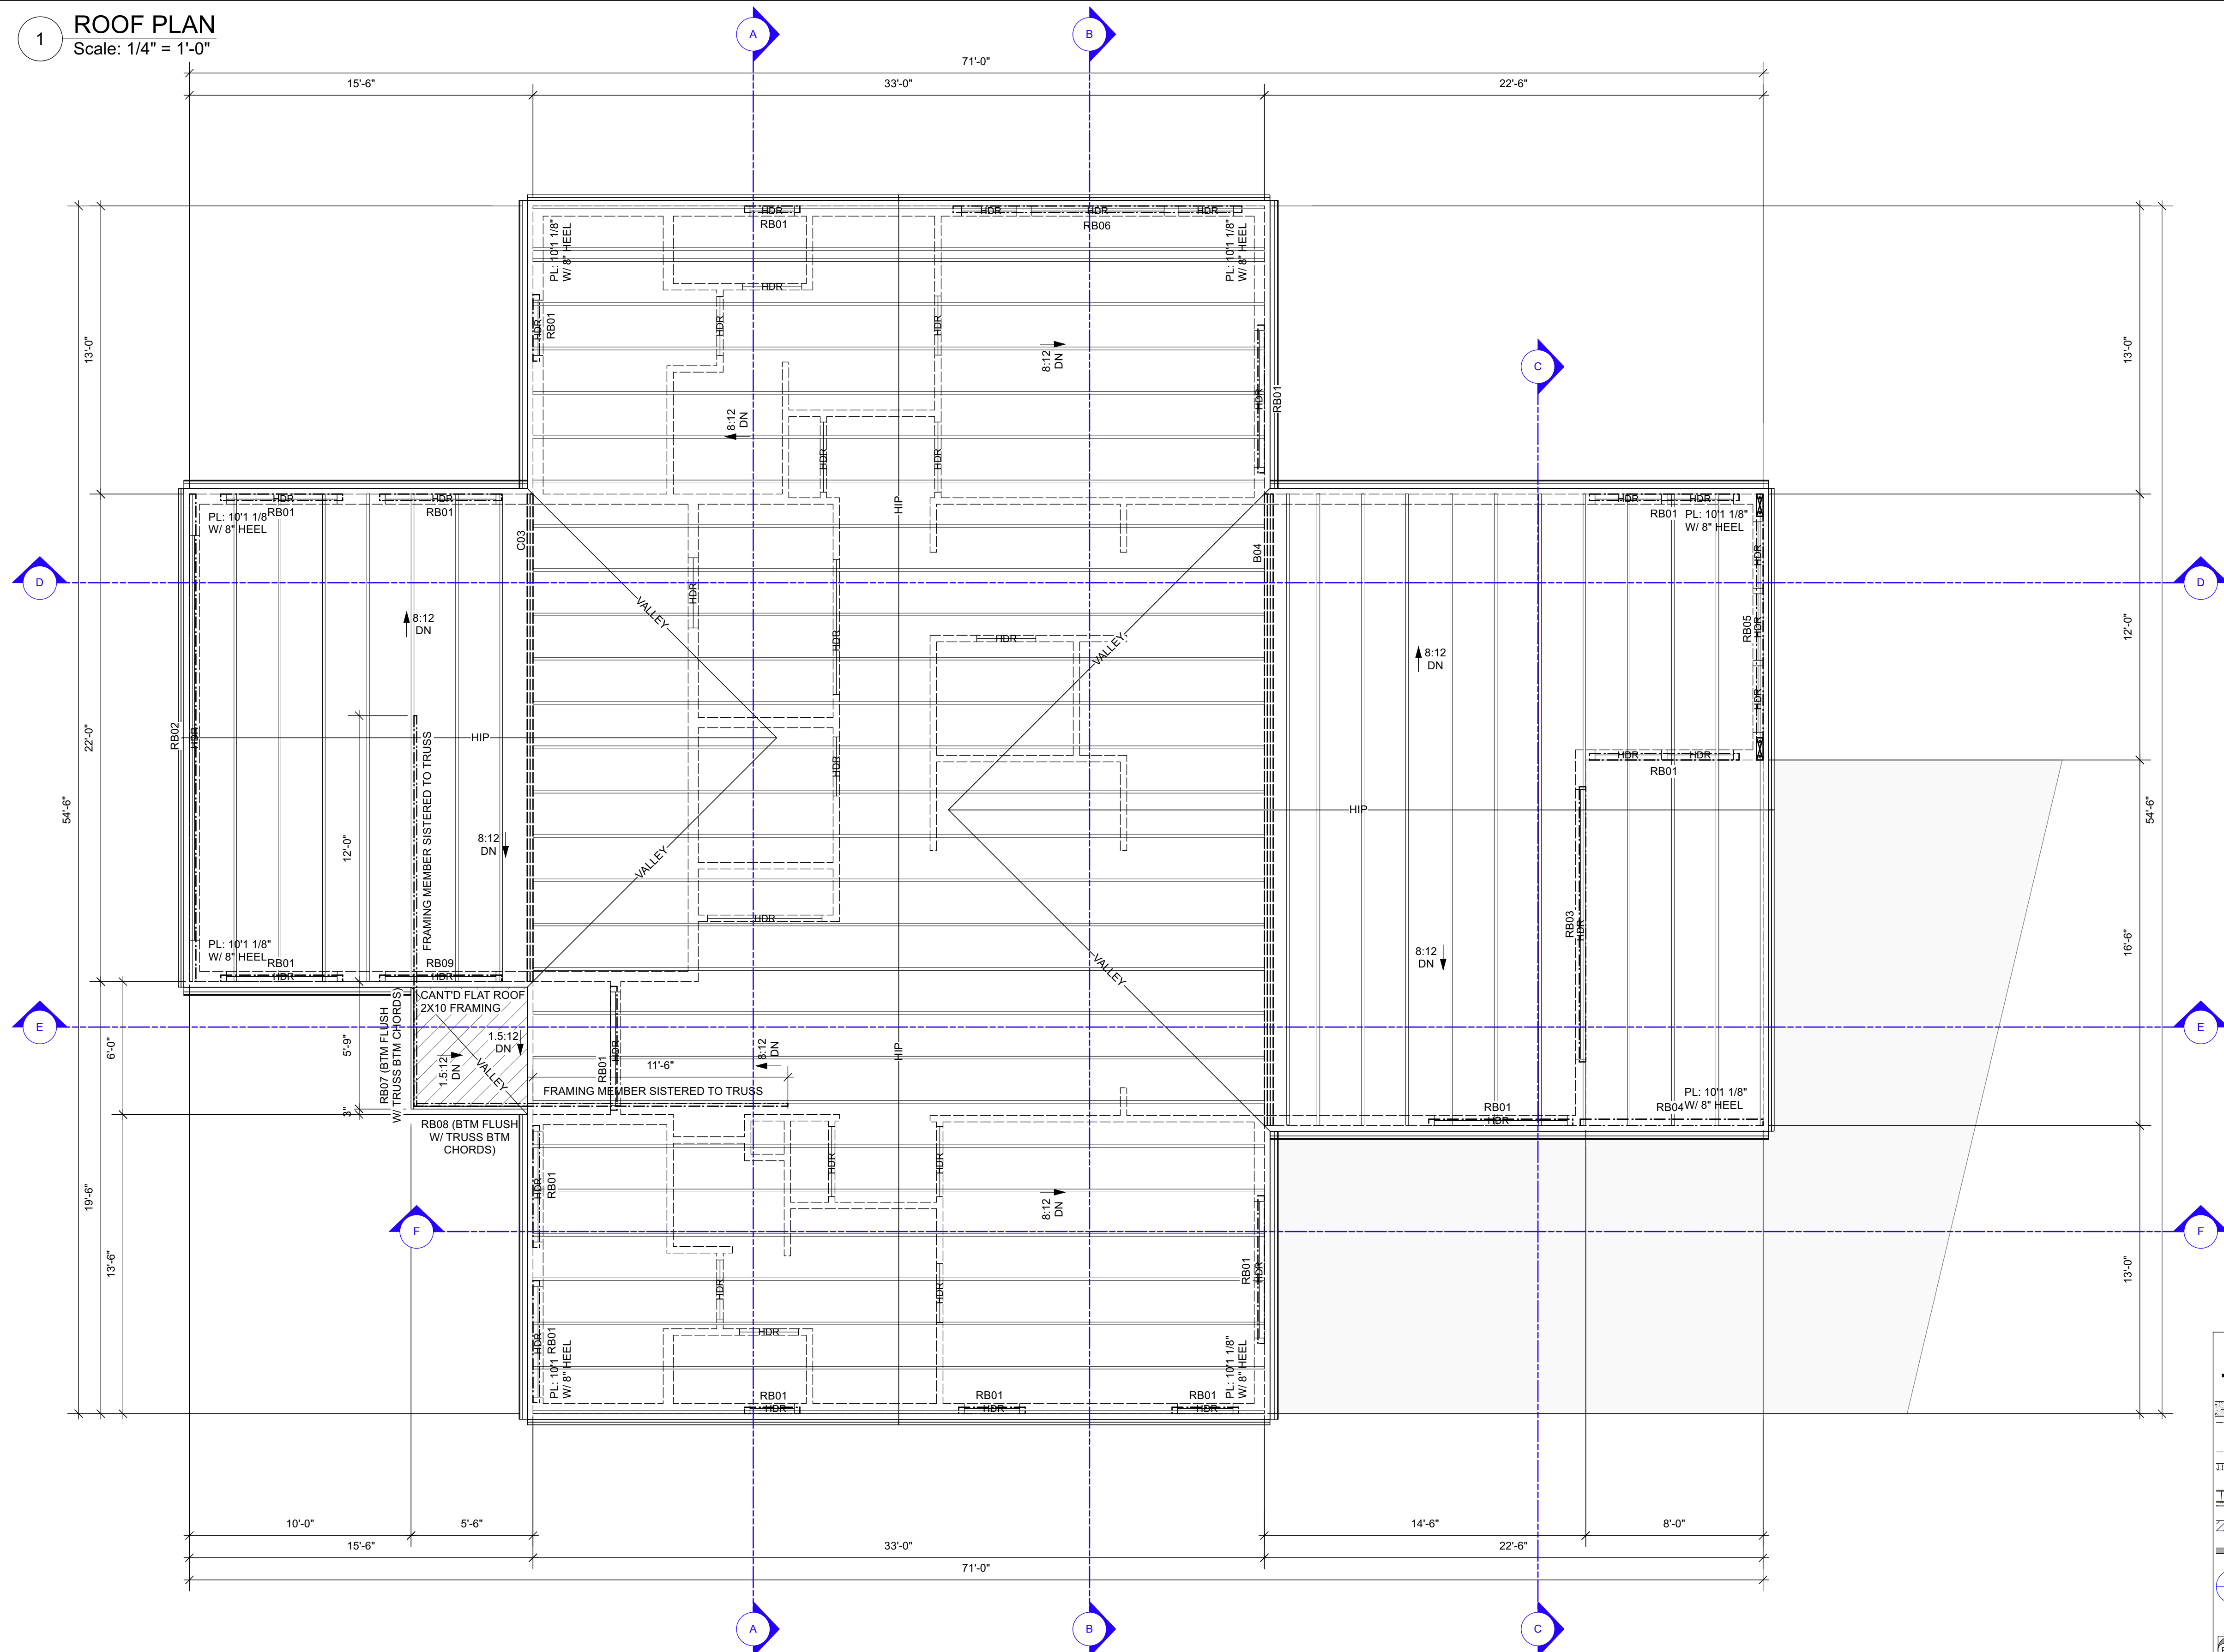 1
ROOF PLAN
Scale: 1/4" = 1'-0"
A
B
71'-0"
15'-6"
33'-0"
22'-6"
HDR
RB01
HDR
HDR
HDR
RB06
PL: 10'1 1/8"
W/ 8" HEEL
PL: 10'1 1/8"
W/ 8" HEEL
HDR
HDR
RB01
HDR
HDR
13'-0"
8:12
DN
13'-0"
C
HDR
RB01
8:12
DN
HDR
HDR
HIP
HDR
RB01
HDR
RB01
PL: 10'1 1/8
W/ 8" HEEL
HDR
HDR
RB01
PL: 10'1 1/8"
W/ 8" HEEL
C03
B04
HDR
D
D
HDR
VALLEY
8:12
DN
HDR
HDR
VALLEY
8:12
DN
RB05
HDR
12'-0"
HDR
RB02
HDR
22'-0"
HIP
FRAMING MEMBER SISTERED TO TRUSS
HDR
HDR
HDR
RB01
54'-6"
12'-0"
8:12
DN
VALLEY
HIP
54'-6"
HDR
RB03
HDR
16'-6"
PL: 10'1 1/8"
W/ 8" HEEL
RB01
HDR
RB09
HDR
VALLEY
8:12
DN
CANT'D FLAT ROOF
2X10 FRAMING
E
E
6'-0"
5'-9"
3"
RB07 (BTM FLUSH
W/ TRUSS BTM CHORDS)
1.5:12
DN
1.5:12
DN
VALLEY
RB01
HDR
11'-6"
8:12
DN
HIP
FRAMING MEMBER SISTERED TO TRUSS
RB08 (BTM FLUSH
W/ TRUSS BTM
CHORDS)
RB01
HDR
RB04
PL: 10'1 1/8"
W/ 8" HEEL
HDR
RB01
HDR
HDR
19'-6"
8:12
DN
F
F
13'-6"
RB01
HDR
13'-0"
HDR
HDR
HDR
HDR
RB01
PL: 10'1
W/ 8" HEEL
PL: 10'1 1/8"
W/ 8" HEEL
RB01
HDR
RB01
HDR
RB01
HDR
10'-0"
5'-6"
14'-6"
8'-0"
15'-6"
33'-0"
22'-6"
71'-0"
A
B
C